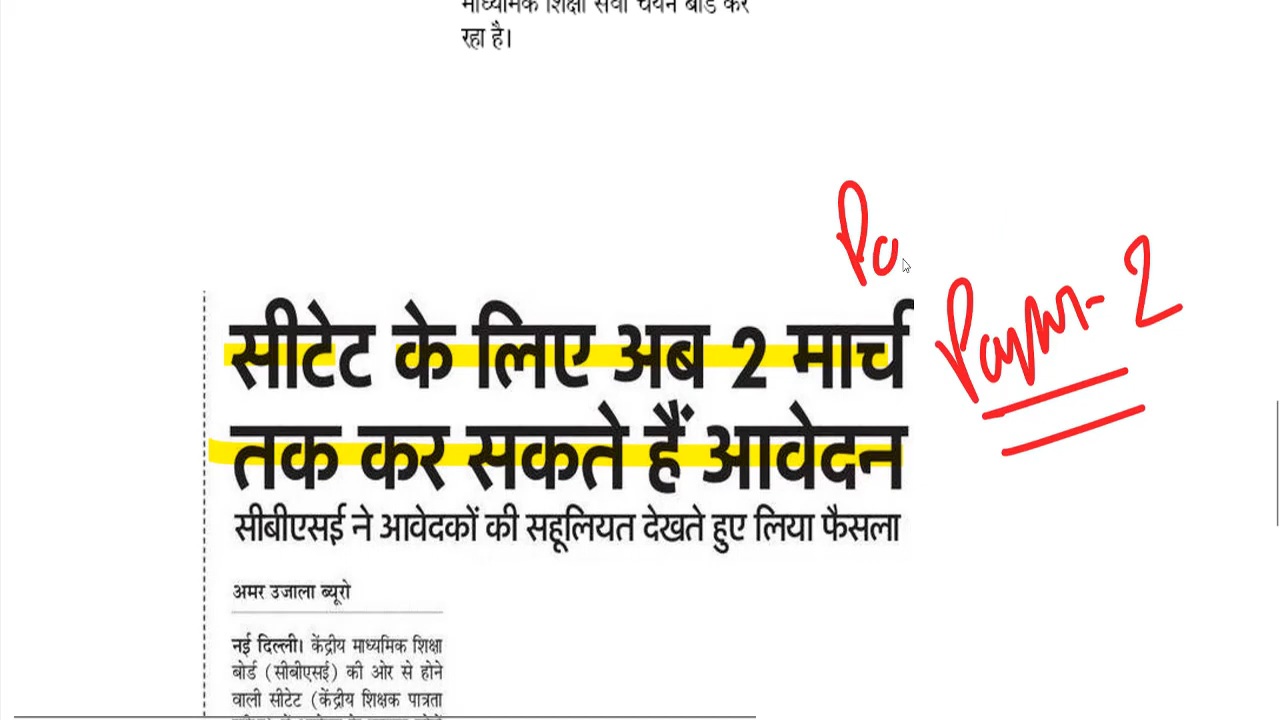 माध्यमिक शिक्षा सेवा चयन बोर्ड कर
रहा है।
Pa
- 2
सीटेट के लिए अब 2 मार्च
तक कर सकते हैं आवेदन
सीबीएसई ने आवेदकों की सहूलियत देखते हुए लिया फैसला
अमर उजाला ब्यूरो
नई दिल्ली। केंद्रीय माध्यमिक शिक्षा
बोर्ड (सीबीएसई) की ओर से होने
वाली सीटेट (केंद्रीय शिक्षक पात्रता